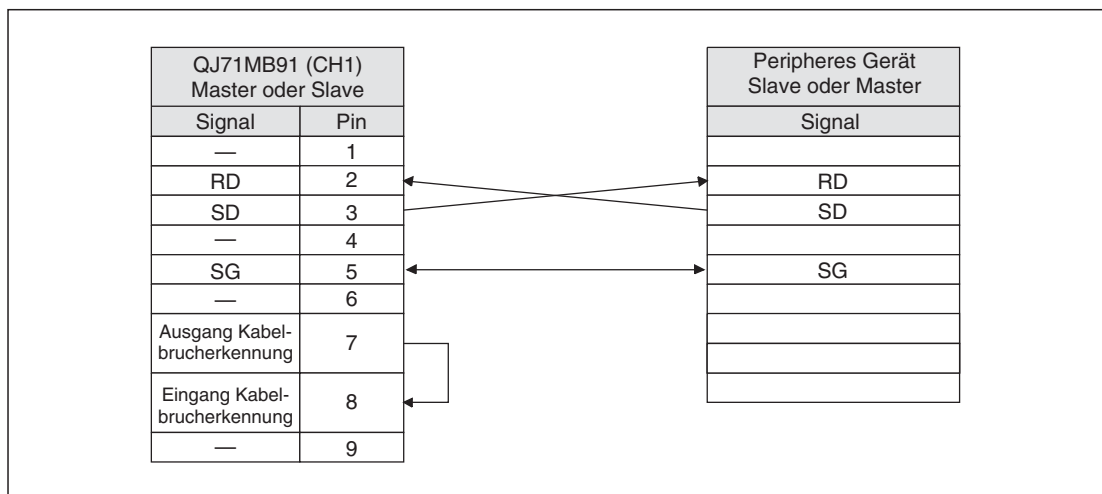 QJ71MB91 (CH1)
Master oder Slave
Signal Pin
— 1
RD 2
SD 3
— 4
SG 5
— 6
Ausgang Kabel-
brucherkennung
7
Eingang Kabel-
brucherkennung
8
— 9
Peripheres Gerät
Slave oder Master
Signal
RD
SD
SG